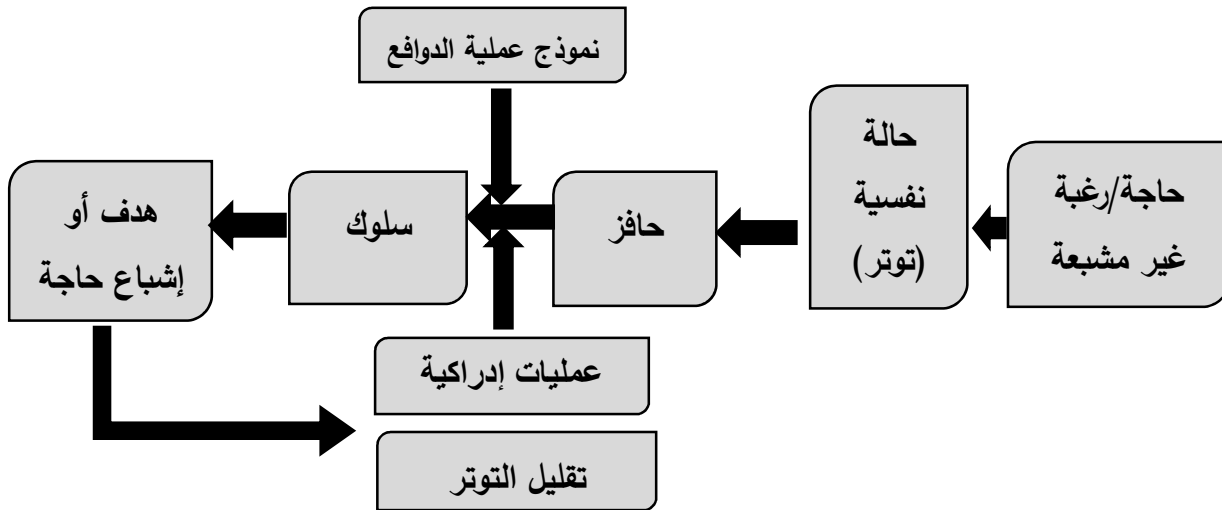 نموذج عملية الدوافع
حاجة/رغبة
غير مشبعة
حالة
نفسية
(توتر)
حافز
سلوك
هدف أو
إشباع حاجة
عمليات إدراكية
تقليل التوتر